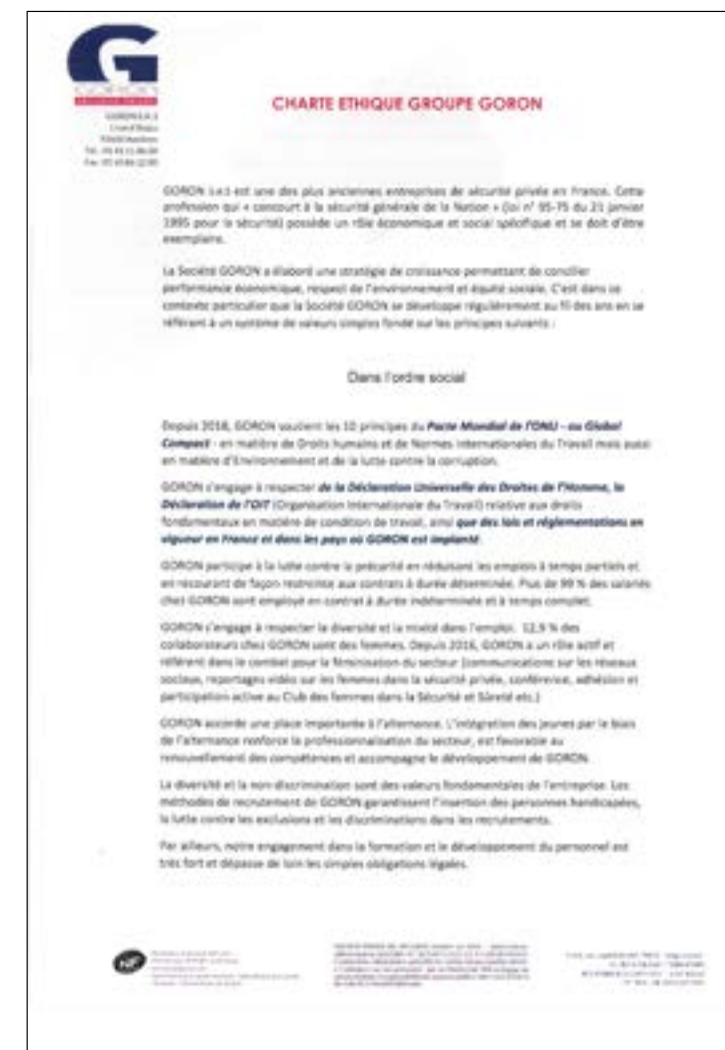 G
GORON
GORON S.A.S
CHARTE ETHIQUE GROUPE GORON
GORON s.a.s est une des plus anciennes entreprises de sécurité privée en France. Cette
profession qui « concourt à la sécurité générale de la Nation » (loi n° 95-75 du 21 janvier
1995 pour la sécurité) possède un rôle économique et social spécifique et se doit d'être
exemplaire.
La Société GORON a élaboré une stratégie de croissance permettant de concilier
performance économique, respect de l'environnement et équité sociale. C'est dans ce
contexte particulier que la Société GORON se développe régulièrement au fil des ans en se
référant à un système de valeurs simples fondé sur les principes suivants :
Dans l'ordre social
Depuis 2018, GORON soutient les 10 principes du Pacte Mondial de l'ONU - ou Global
Compact - en matière de Droits humains et de Normes internationales du Travail mais aussi
en matière d'Environnement et de la lutte contre la corruption.
GORON s'engage à respecter de la Déclaration Universelle des Droites de l'Homme, la
Déclaration de l'OIT (Organisation Internationale du Travail) relative aux droits
fondamentaux en matière de condition de travail, ainsi que des lois et réglementations en
vigueur en France et dans les pays où GORON est implanté.
GORON participe à la lutte contre la précarité en réduisant les emplois à temps partiels et
en recourant de façon restreinte aux contrats à durée déterminée. Plus de 99 % des salariés
chez GORON sont employé en contrat à durée indéterminée et à temps complet.
GORON s'engage à respecter la diversité et la mixité dans l'emploi. 12,9 % des
collaborateurs chez GORON sont des femmes. Depuis 2016, GORON a un rôle actif et
référent dans le combat pour la féminisation du secteur (communications sur les réseaux
sociaux, reportages vidéo sur les femmes dans la sécurité privée, conférence, adhésion et
participation active au Club des femmes dans la Sécurité et Sûreté etc.)
GORON accorde une place importante à l'alternance. L'intégration des jeunes par le biais
de l'alternance renforce la professionnalisation du secteur, est favorable au
renouvellement des compétences et accompagne le développement de GORON.
La diversité et la non-discrimination sont des valeurs fondamentales de l'entreprise. Les
méthodes de recrutement de GORON garantissent l'insertion des personnes handicapées,
la lutte contre les exclusions et les discriminations dans les recrutements.
Par ailleurs, notre engagement dans la formation et le développement du personnel est
très fort et dépasse de loin les simples obligations légales.
NF